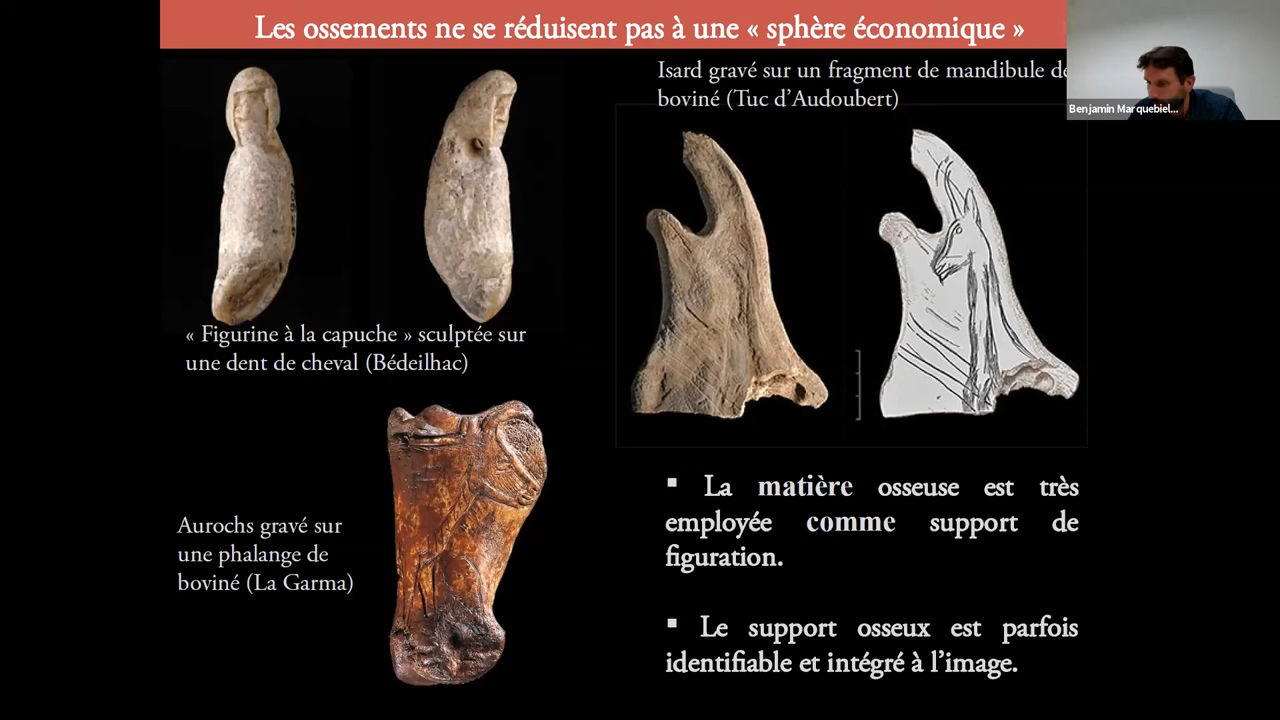 Les ossements ne se réduisent pas à une « sphère économique »
Isard gravé sur un fragment de mandibule de
boviné (Tuc d’Audoubert)
Benjamin Marquebiel...
« Figurine à la capuche » sculptée sur
une dent de cheval (Bédeilhac)
Aurochs gravé sur
une phalange de
boviné (La Garma)
▪ La matière osseuse est très
employée comme support de
figuration.
▪ Le support osseux est parfois
identifiable et intégré à l’image.